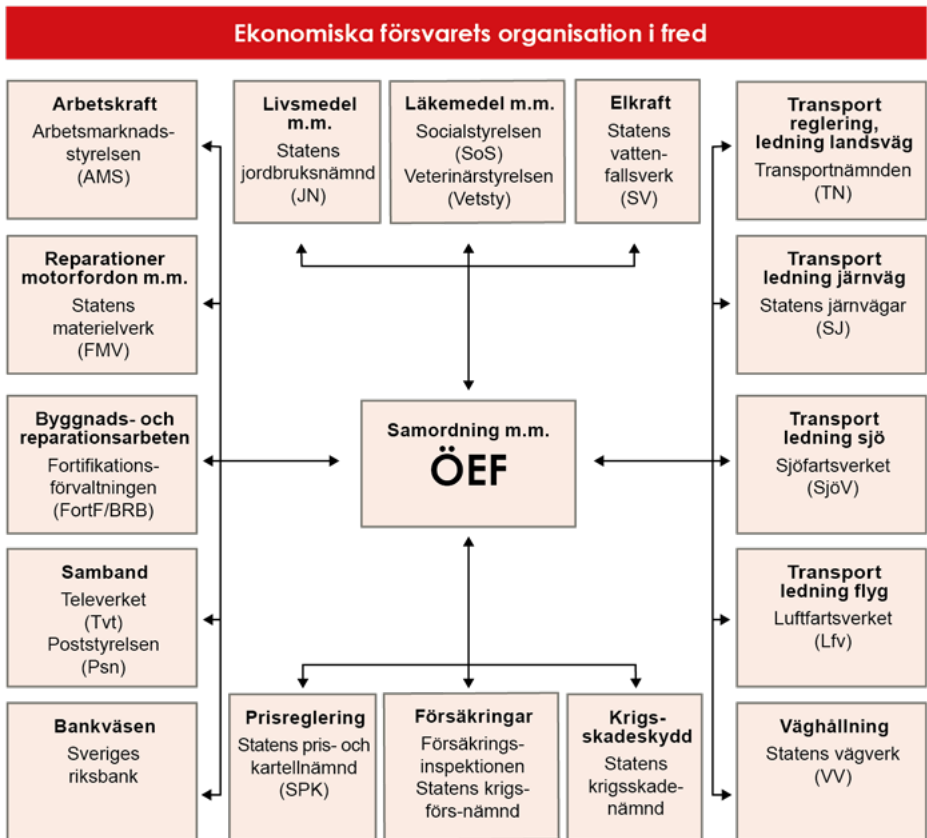 Ekonomiska försvarets organisation i fred
Arbetskraft
Arbetsmarknads-
styrelsen
(AMS)
Livsmedel
m.m.
Statens
jordbruksnämnd
(JN)
Läkemedel m.m.
Socialstyrelsen
(SoS)
Veterinärstyrelsen
(Vetsty)
Elkraft
Statens
vatten-
fallsverk
(SV)
Transport
reglering,
ledning landsväg
Transportnämnden
(TN)
Reparationer
motorfordon m.m.
Statens
materielverk
(FMV)
Transport
ledning järnväg
Statens järnvägar
(SJ)
Byggnads- och
reparationsarbeten
Fortifikations-
förvaltningen
(FortF/BRB)
Samordning m.m.
ÖEF
Transport
ledning sjö
Sjöfartsverket
(SjöV)
Samband
Televerket
(Tvt)
Poststyrelsen
(Psn)
Transport
ledning flyg
Luftfartsverket
(Lfv)
Bankväsen
Sveriges
riksbank
Prisreglering
Statens pris- och
kartellnämnd
(SPK)
Försäkringar
Försäkrings-
inspektionen
Statens krigs-
förs-nämnd
Krigs-
skadeskydd
Statens
krigsskade-
nämnd
Väghållning
Statens vägverk
(VV)